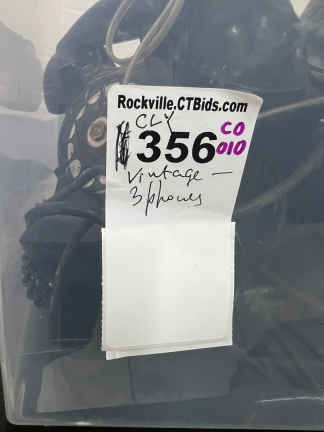 Rockville.CTBids.com
CLY
356
CO
010
Vintage —
3 phones